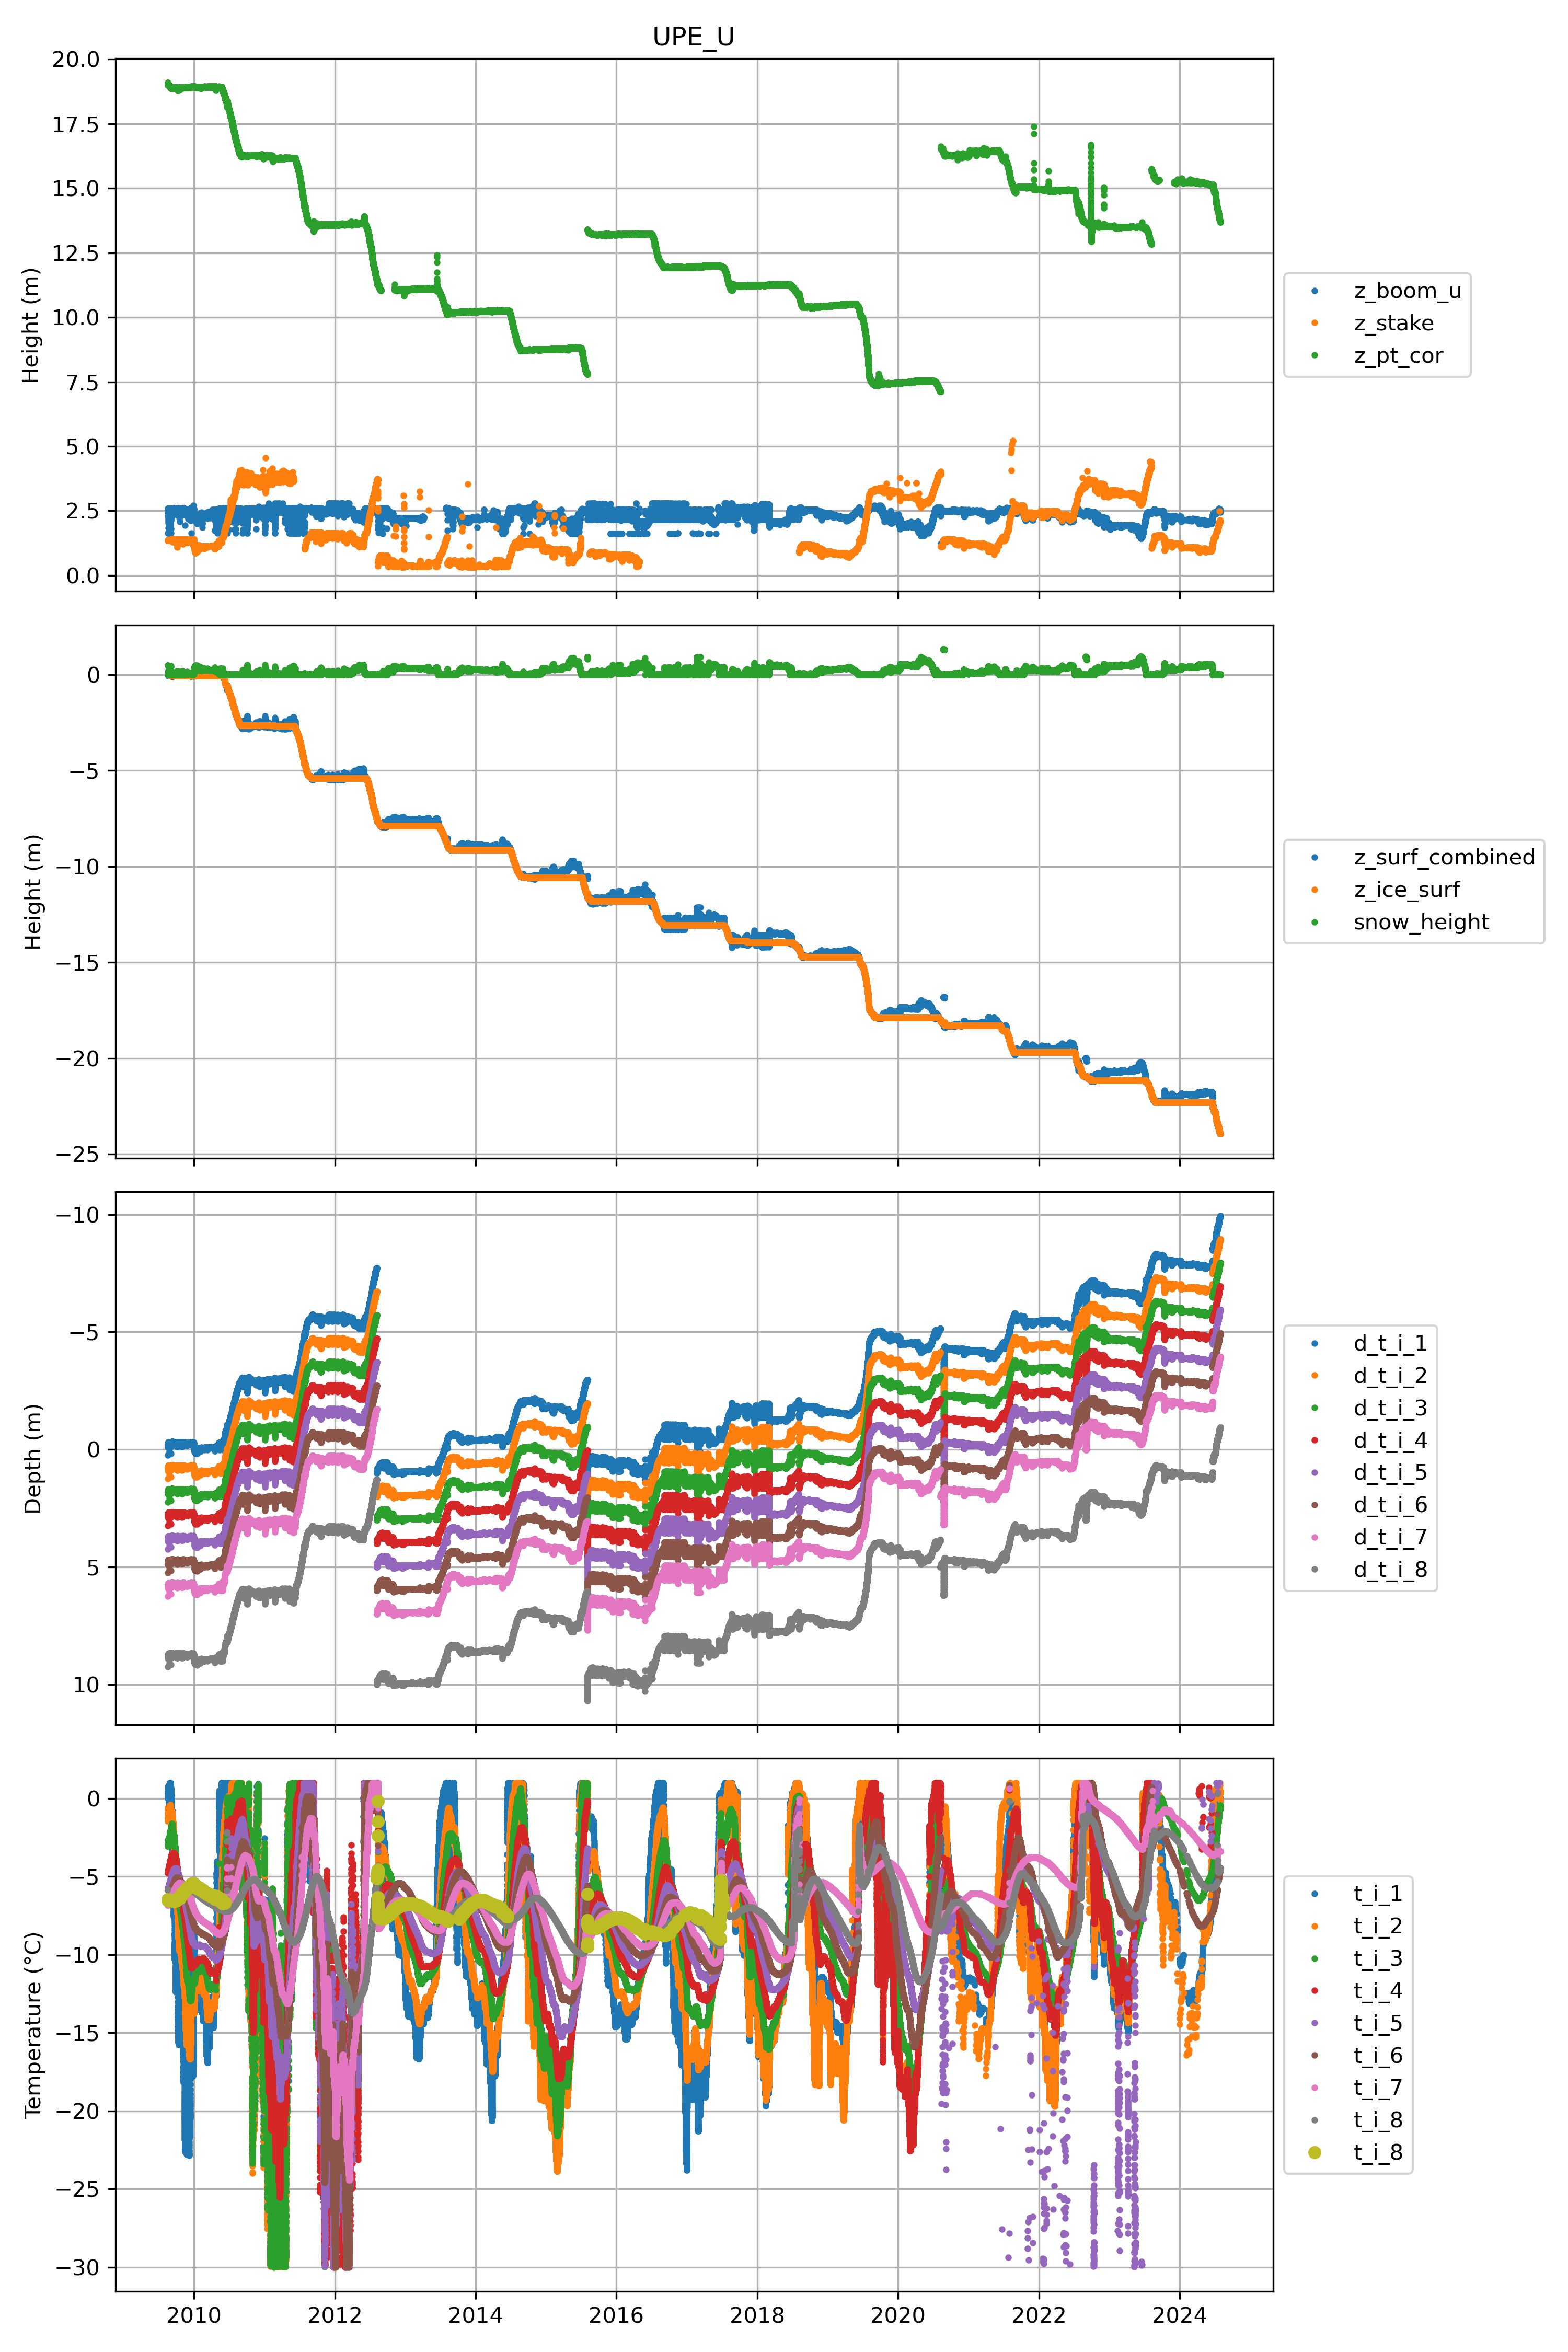 UPE_U
20.0
17.5
15.0
12.5
10.0
7.5
5.0
2.5
0.0
Height (m)
z_boom_u
z_stake
z_pt_cor
0
−5
−10
−15
−20
−25
Height (m)
z_surf_combined
z_ice_surf
snow_height
−10
−5
0
5
10
Depth (m)
d_t_i_1
d_t_i_2
d_t_i_3
d_t_i_4
d_t_i_5
d_t_i_6
d_t_i_7
d_t_i_8
0
−5
−10
−15
−20
−25
−30
Temperature (°C)
t_i_1
t_i_2
t_i_3
t_i_4
t_i_5
t_i_6
t_i_7
t_i_8
t_i_8
2010 2012 2014 2016 2018 2020 2022 2024